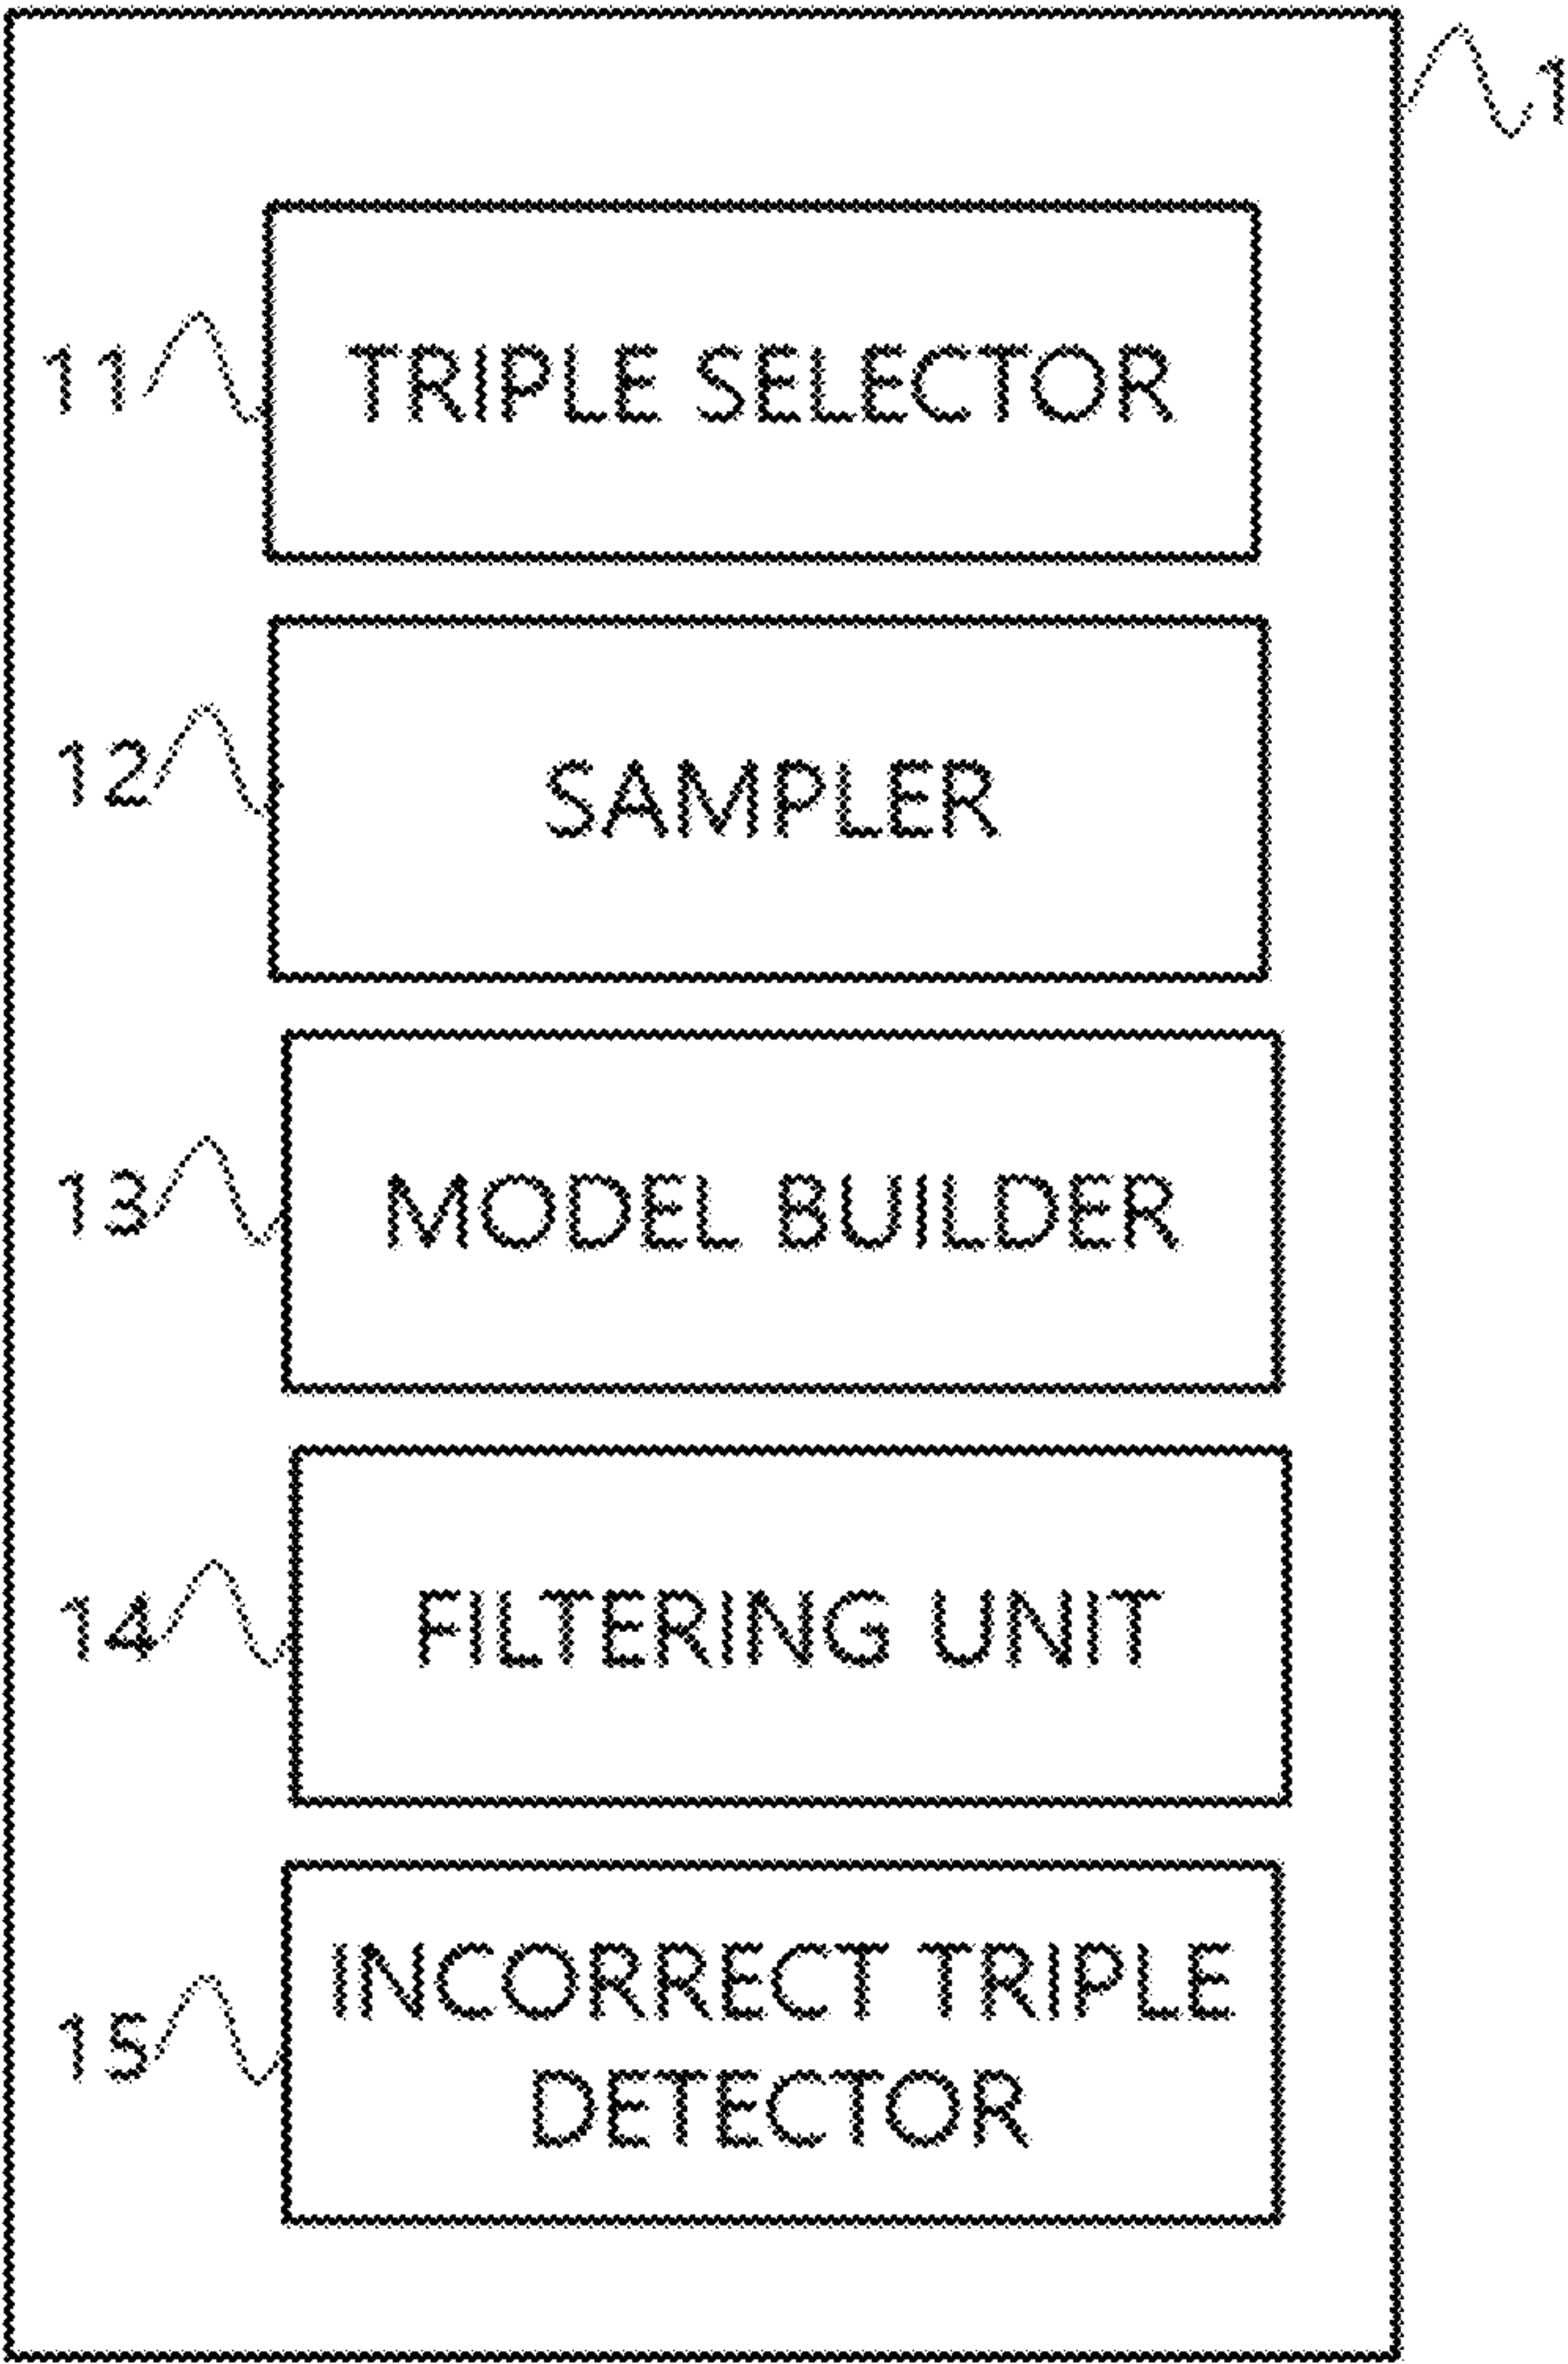 1
11 TRIPLE SELECTOR
12 SAMPLER
13 MODEL BUILDER
14 FILTERING UNIT
15 INCORRECT TRIPLE
DETECTOR